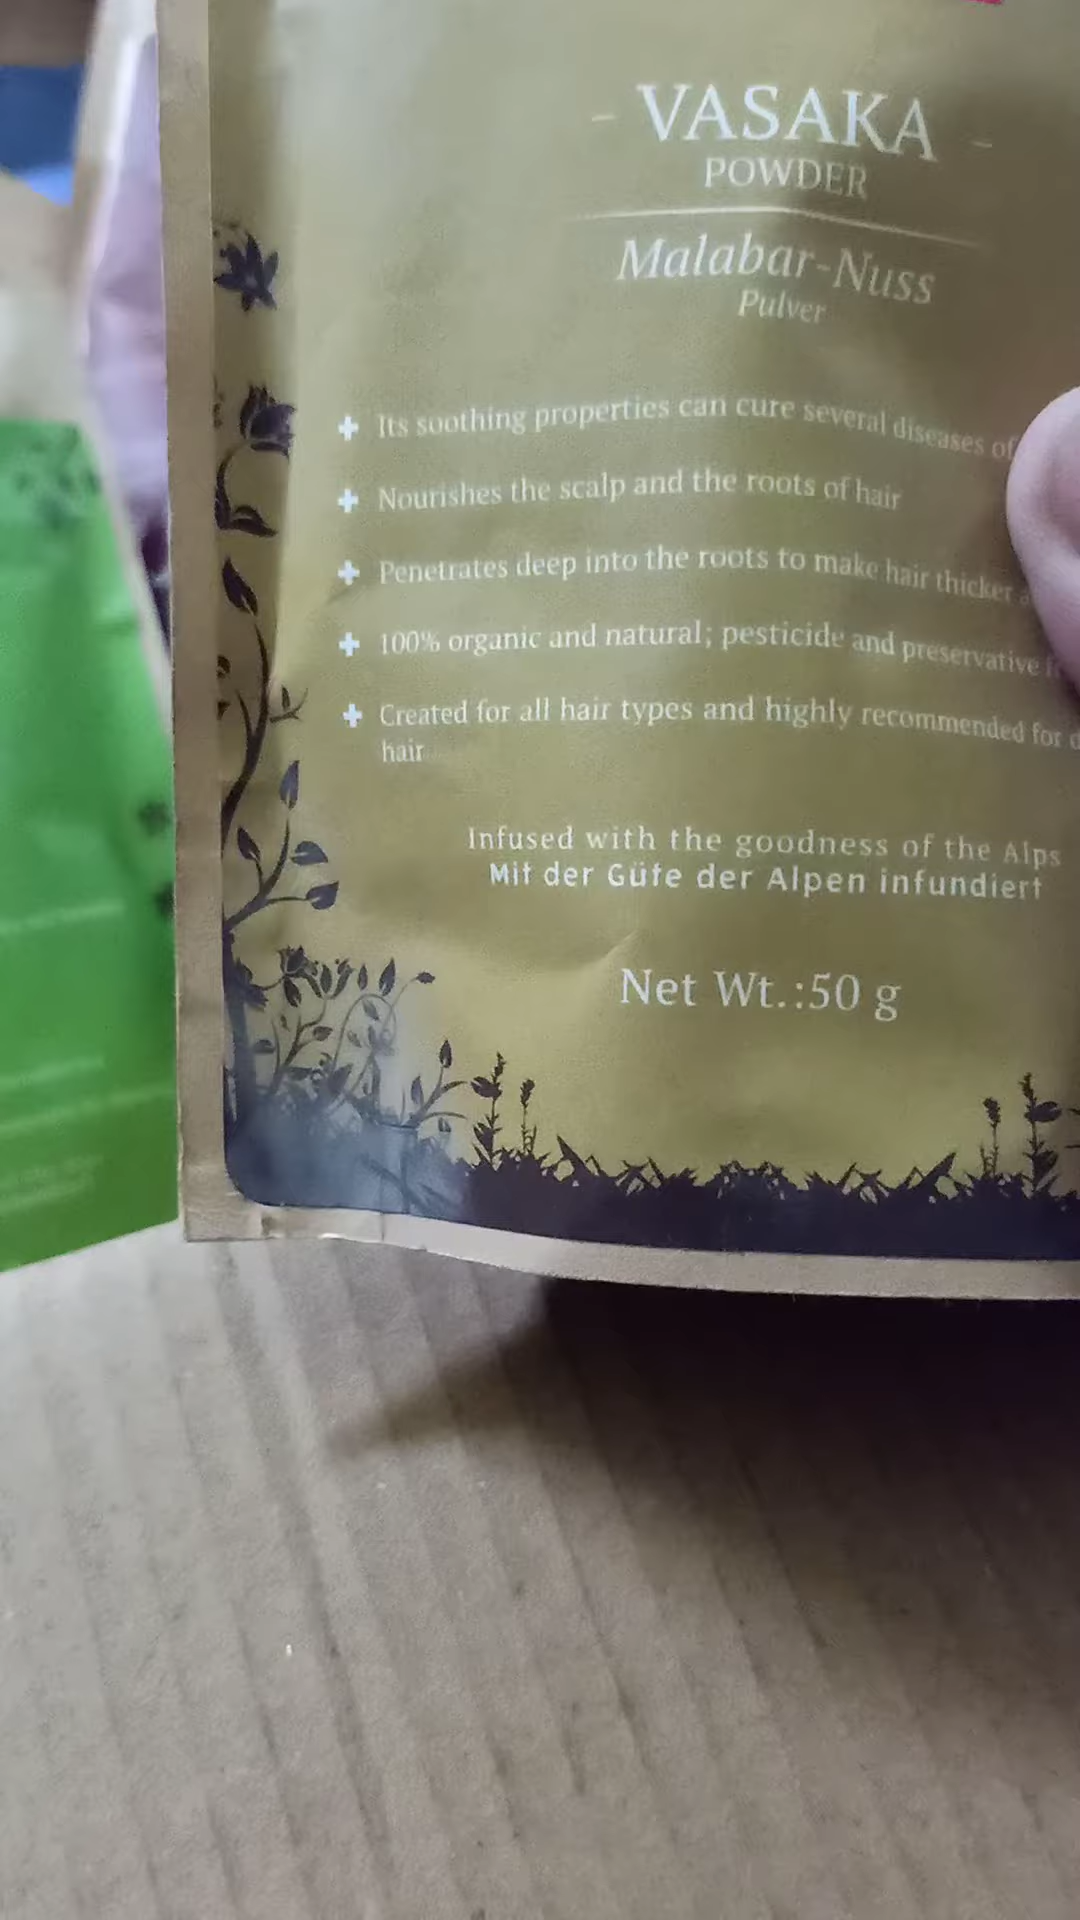 - VASAKA -
POWDER
Malabar-Nuss
Pulver
Its soothing properties can cure several diseases of
Nourishes the scalp and the roots of hair
Penetrates deep into the roots to make hair thicker
100% organic and natural; pesticide and preservative
Created for all hair types and highly recommended for
hair
Infused with the goodness of the Alps
Mit der Güte der Alpen infundiert
Net Wt.:50 g